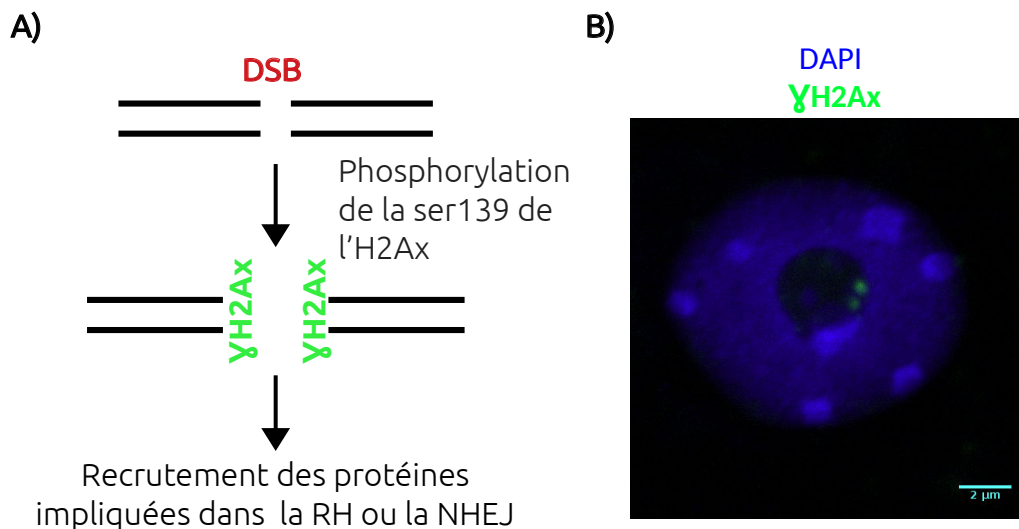 A)
DSB
Phosphorylation
de la ser139 de
l'H2Ax
ɣH2Ax
ɣH2Ax
Recrutement des protéines
impliquées dans la RH ou la NHEJ
B)
DAPI
ɣH2Ax
2 µm